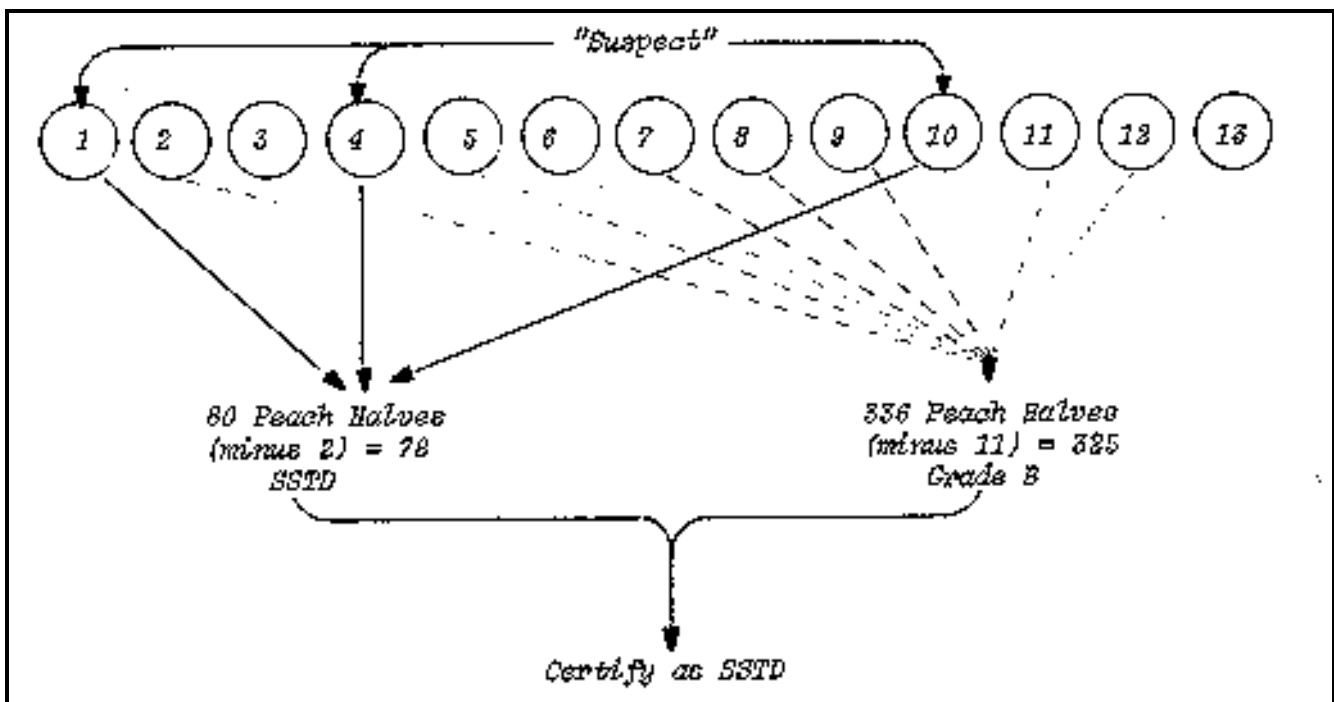 "Suspect"
1 2 3 4 5 6 7 8 9 10 11 12 13
80 Peach Halves
(minus 2) = 78
SSTD
336 Peach Halves
(minus 11) = 325
Grade B
Certify as SSTD